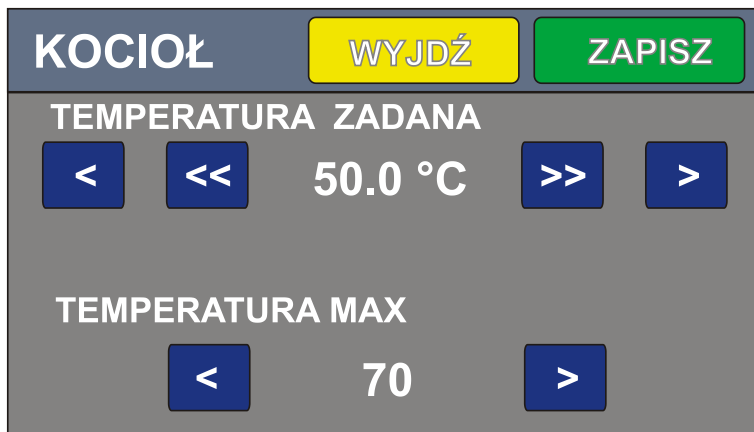 KOCIOŁ WYJDŹ ZAPISZ
TEMPERATURA ZADANA
< << 50.0 °C >> >
TEMPERATURA MAX
< 70 >